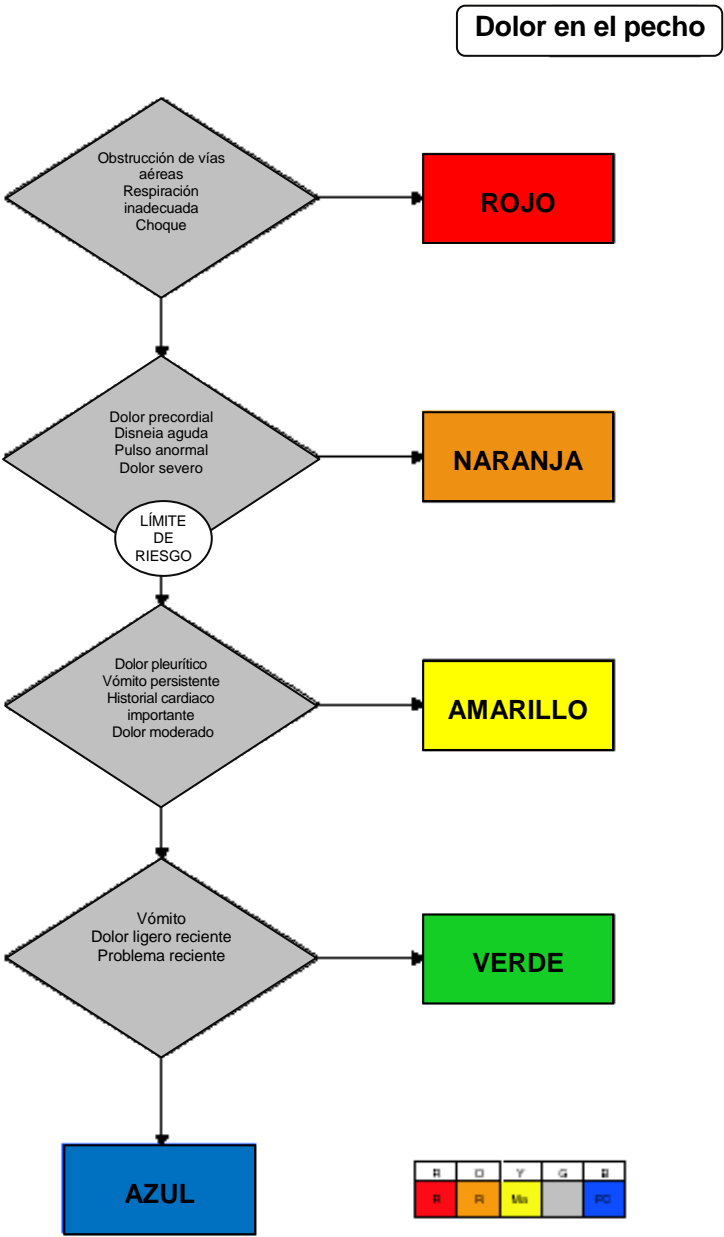 Dolor en el pecho
Obstrucción de vías
aéreas
Respiración
inadecuada
Choque
ROJO
Dolor precordial
Disneia aguda
Pulso anormal
Dolor severo
NARANJA
LÍMITE
DE
RIESGO
Dolor pleurítico
Vómito persistente
Historial cardiaco
importante
Dolor moderado
AMARILLO
Vómito
Dolor ligero reciente
Problema reciente
VERDE
AZUL
R O Y G B